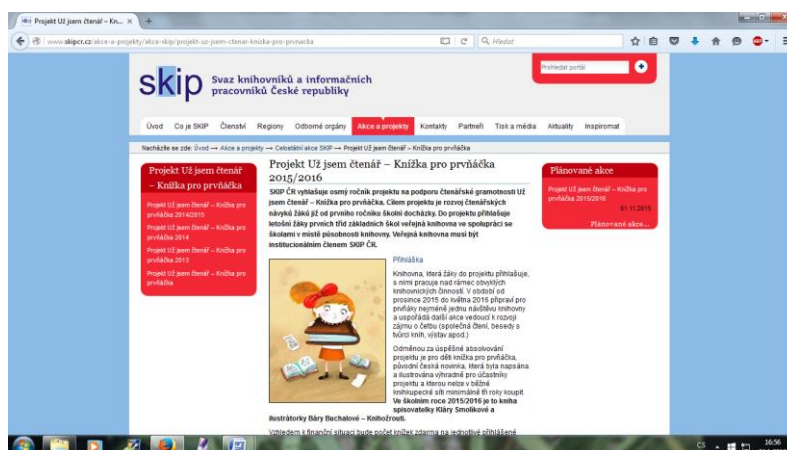 Projekt Už jsem čtenář – Kn...
www.skipcr.cz/akce-a-projekty/akce-skip/projekt-uz-jsem-ctenar-knizka-pro-prvnacka
Hledat
skip
Svaz knihovníků a informačních
pracovníků České republiky
Prohledat portál
Úvod Co je SKIP Členství Regiony Odborné orgány Akce a projekty Kontakty Partneři Tisk a média Aktuality Inspiromat
Nacházíte se zde: Úvod → Akce a projekty → Celostátní akce SKIP → Projekt Už jsem čtenář – Knížka pro prvňáčka
Projekt Už jsem čtenář
– Knížka pro prvňáčka
Projekt Už jsem čtenář – Knížka pro
prvňáčka 2014/2015
Projekt Už jsem čtenář – Knížka pro
prvňáčka 2014
Projekt Už jsem čtenář – Knížka pro
prvňáčka 2013
Projekt Už jsem čtenář – Knížka pro
prvňáčka
Projekt Už jsem čtenář – Knížka pro prvňáčka
2015/2016
SKIP ČR vyhlašuje osmý ročník projektu na podporu čtenářské gramotnosti Už
jsem čtenář – Knížka pro prvňáčka. Cílem projektu je rozvoj čtenářských
návyků žáků již od prvního ročníku školní docházky. Do projektu přihlašuje
letošní žáky prvních tříd základních škol veřejná knihovna ve spolupráci se
školami v místě působnosti knihovny. Veřejná knihovna musí být
institucionálním členem SKIP ČR.
Přihláška
Knihovna, která žáky do projektu přihlašuje,
s nimi pracuje nad rámec obvyklých
knihovnických činností. V období od
prosince 2015 do května 2016 připraví pro
prvňáky nejméně jednu návštěvu knihovny
a uspořádá další akce vedoucí k rozvoji
zájmu o četbu (společná čtení, besedy s
tvůrci knih, výstav apod.)
Odměnou za úspěšné absolvování
projektu je pro děti knížka pro prvňáčka,
původní česká novinka, která byla napsána
a ilustrována výhradně pro účastníky
projektu a kterou nelze v běžné
knihkupecké síti minimálně tři roky koupit.
Ve školním roce 2015/2016 je to kniha
spisovatelky Kláry Smolíkové a
ilustrátorky Báry Buchalové – Knihožrouti.
Vzhledem k finanční situaci bude počet knížek zdarma na jednotlivé přihlášené
Plánované akce
Projekt Už jsem čtenář – Knížka pro
prvňáčka 2015/2016
01.11.2015
Plánované akce...
CS
16:56